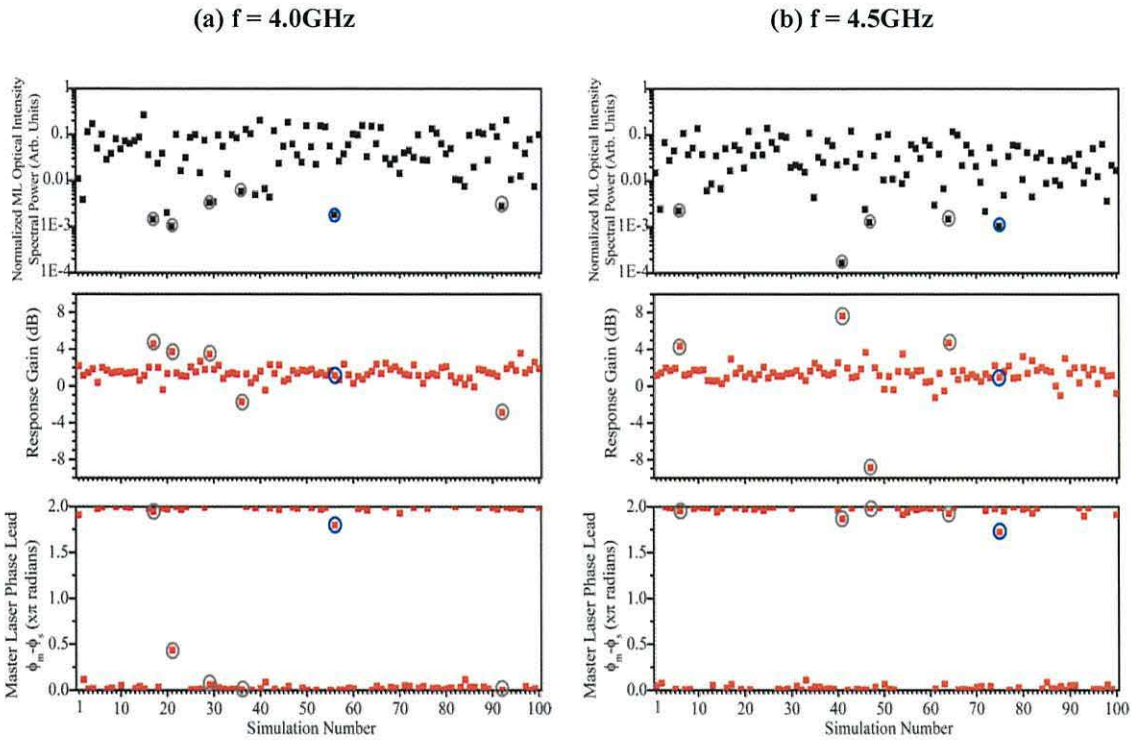 (a) f = 4.0GHz
(b) f = 4.5GHz
Normalized ML Optical Intensity
Spectral Power (Arb. Units)
1
0.1
0.01
1E-3
1E-4
Normalized ML Optical Intensity
Spectral Power (Arb. Units)
1
0.1
0.01
1E-3
1E-4
Response Gain (dB)
8
4
0
-4
-8
Response Gain (dB)
8
4
0
-4
-8
Master Laser Phase Lead
ϕm-ϕs (xπ radians)
2.0
1.5
1.0
0.5
0.0
1 10 20 30 40 50 60 70 80 90 100
Simulation Number
Master Laser Phase Lead
ϕm-ϕs (xπ radians)
2.0
1.5
1.0
0.5
0.0
1 10 20 30 40 50 60 70 80 90 100
Simulation Number